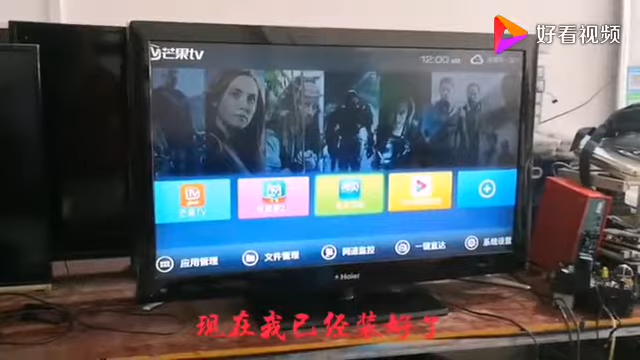 好看视频
芒果tv
12:00
芒果TV
应用管理
文件管理
网速监控
一键直达
系统设置
Haier
现在我已经装好了